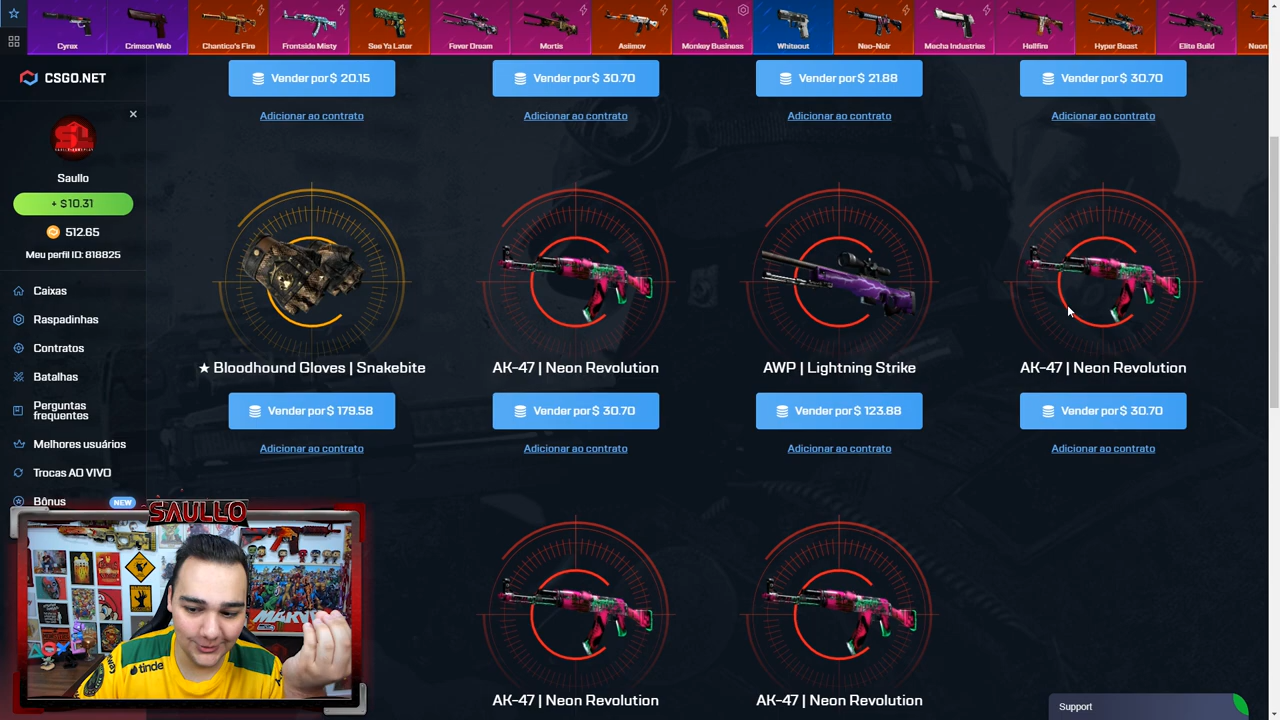 Cyrex
Crimson Web
Chantico's Fire
Frontside Misty
See Ya Later
Fever Dream
Mortis
Asiimov
Monkey Business
Whiteout
Neo-Noir
Mecha Industries
Hellfire
Hyper Beast
Elite Build
Neon
CSGO.NET
Saullo
+ $10.31
512.65
Meu perfil ID: 818825
Caixas
Raspadinhas
Contratos
Batalhas
Perguntas
frequentes
Melhores usuários
Trocas AO VIVO
Bônus NEW
Vender por $ 20.15
Vender por $ 30.70
Vender por $ 21.88
Vender por $ 30.70
Adicionar ao contrato
Adicionar ao contrato
Adicionar ao contrato
Adicionar ao contrato
★ Bloodhound Gloves | Snakebite
AK-47 | Neon Revolution
AWP | Lightning Strike
AK-47 | Neon Revolution
Vender por $ 179.58
Vender por $ 30.70
Vender por $ 123.88
Vender por $ 30.70
Adicionar ao contrato
Adicionar ao contrato
Adicionar ao contrato
Adicionar ao contrato
AK-47 | Neon Revolution
AK-47 | Neon Revolution
SAULLO
MARV
tinde
Support